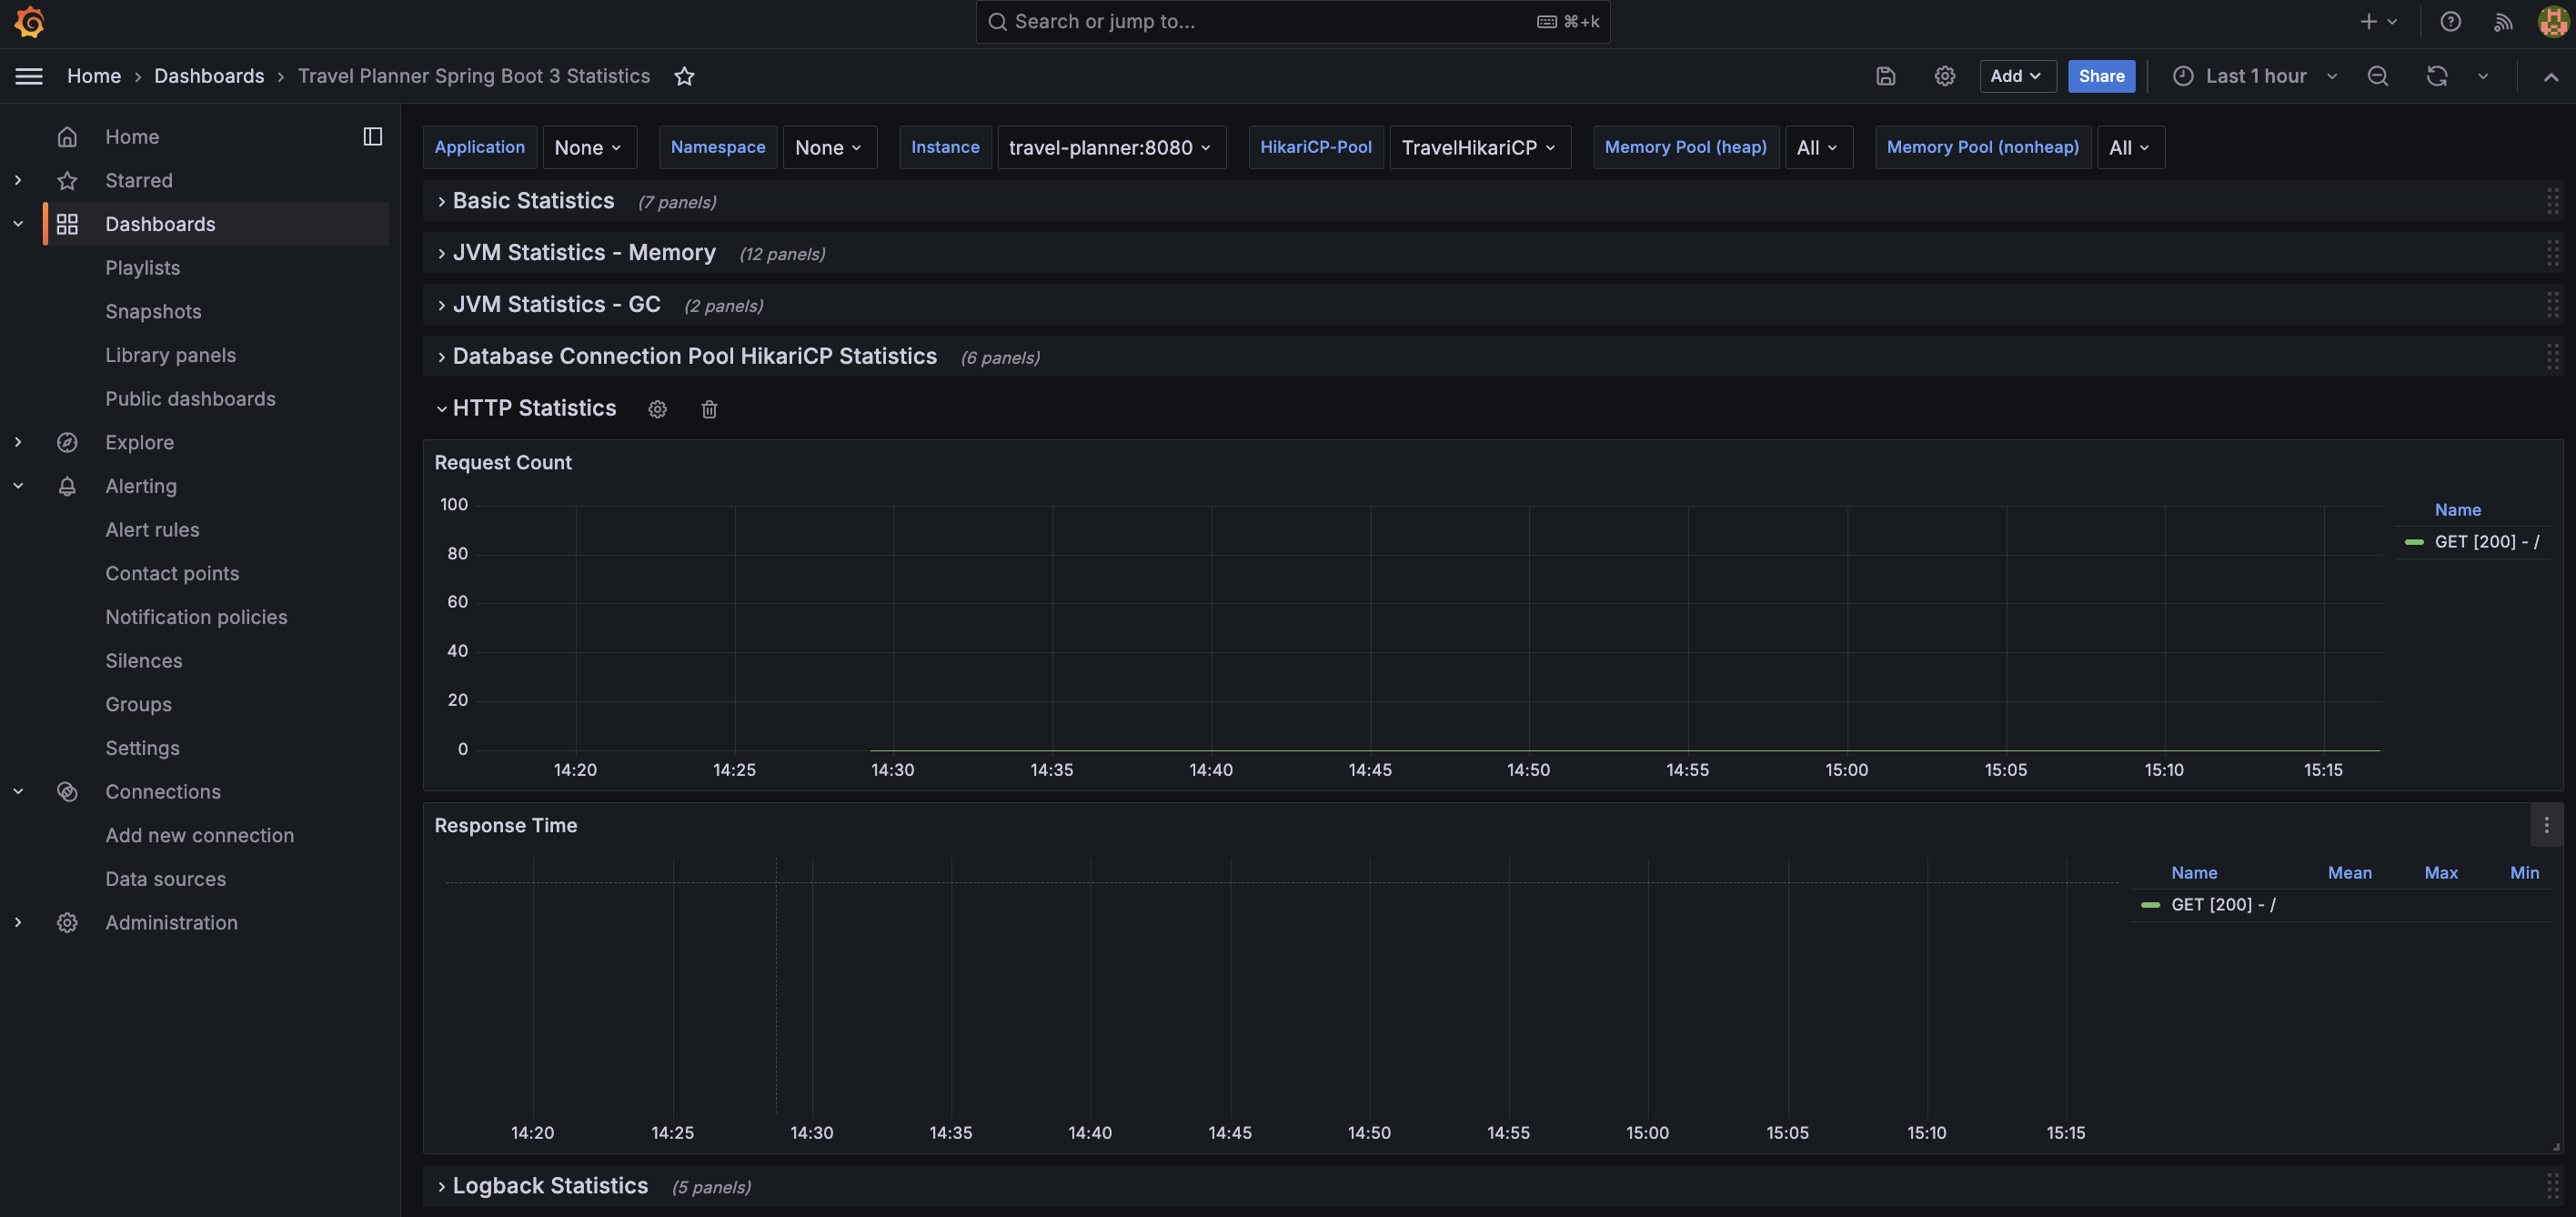 Search or jump to... ⌘+k
Home › Dashboards › Travel Planner Spring Boot 3 Statistics
Add Share Last 1 hour
Home
Starred
Dashboards
Playlists
Snapshots
Library panels
Public dashboards
Explore
Alerting
Alert rules
Contact points
Notification policies
Silences
Groups
Settings
Connections
Add new connection
Data sources
Administration
Application None Namespace None Instance travel-planner:8080 HikariCP-Pool TravelHikariCP Memory Pool (heap) All Memory Pool (nonheap) All
Basic Statistics (7 panels)
JVM Statistics - Memory (12 panels)
JVM Statistics - GC (2 panels)
Database Connection Pool HikariCP Statistics (6 panels)
HTTP Statistics
Request Count
100
80
60
40
20
0
14:20 14:25 14:30 14:35 14:40 14:45 14:50 14:55 15:00 15:05 15:10 15:15
Name
GET [200] - /
Response Time
Name Mean Max Min
GET [200] - /
14:20 14:25 14:30 14:35 14:40 14:45 14:50 14:55 15:00 15:05 15:10 15:15
Logback Statistics (5 panels)